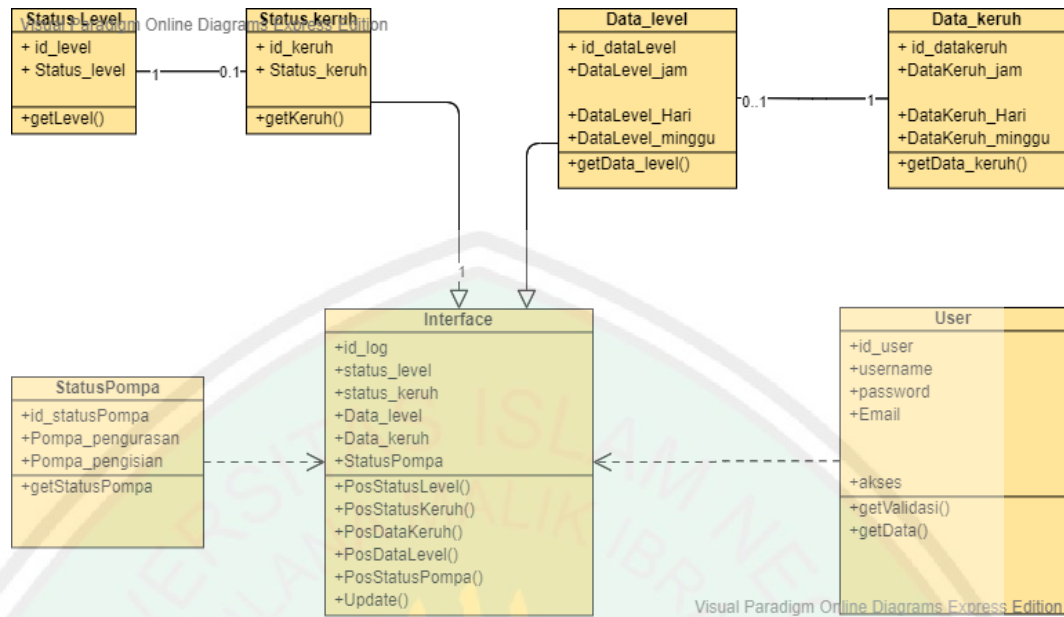 Visual Paradigm Online Diagrams Express Edition
Status Level
+ id_level
+ Status_level
+getLevel()
1
0.1
Status keruh
+ id_keruh
+ Status_keruh
+getKeruh()
Data_level
+ id_dataLevel
+DataLevel_jam
+DataLevel_Hari
+DataLevel_minggu
+getData_level()
0..1
1
Data_keruh
+ id_datakeruh
+DataKeruh_jam
+DataKeruh_Hari
+DataKeruh_minggu
+getData_keruh()
1
StatusPompa
+id_statusPompa
+Pompa_pengurasan
+Pompa_pengisian
+getStatusPompa
Interface
+id_log
+status_level
+status_keruh
+Data_level
+Data_keruh
+StatusPompa
+PosStatusLevel()
+PosStatusKeruh()
+PosDataKeruh()
+PosDataLevel()
+PosStatusPompa()
+Update()
User
+id_user
+username
+password
+Email
+akses
+getValidasi()
+getData()
Visual Paradigm Online Diagrams Express Edition